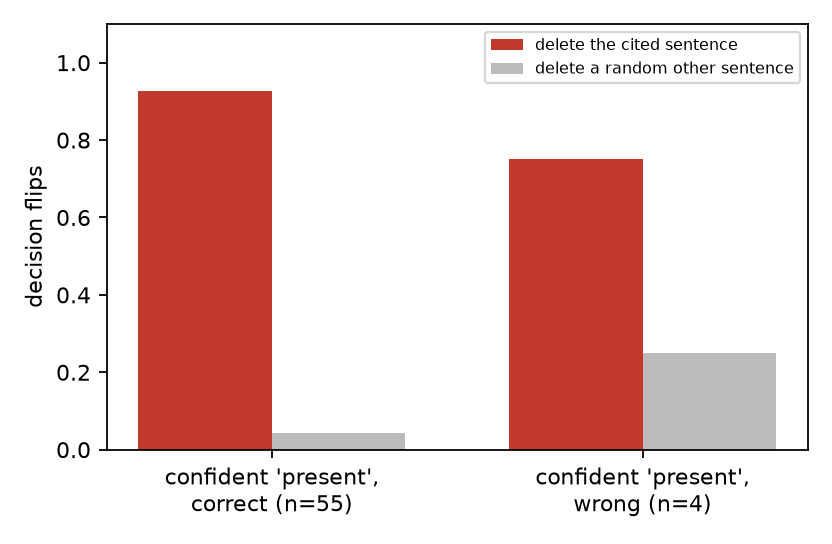 delete the cited sentence
delete a random other sentence
1.0
0.8
0.6
0.4
0.2
0.0
decision flips
confident 'present',
correct (n=55)
confident 'present',
wrong (n=4)